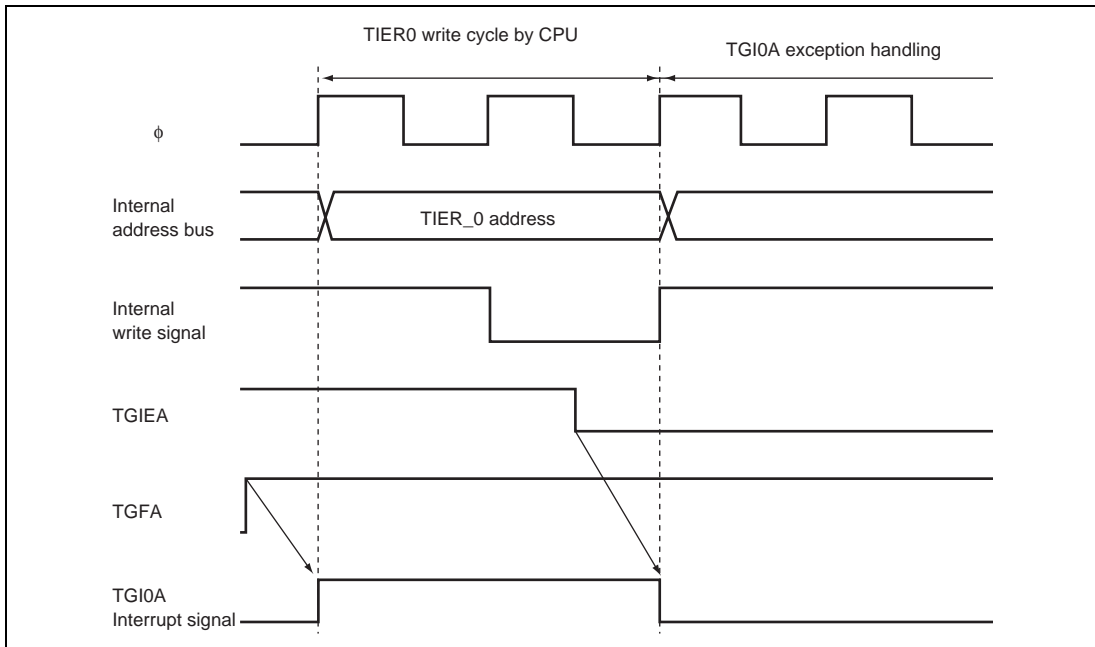 TIER0 write cycle by CPU
TGI0A exception handling
ϕ
Internal
address bus
TIER_0 address
Internal
write signal
TGIEA
TGFA
TGI0A
Interrupt signal